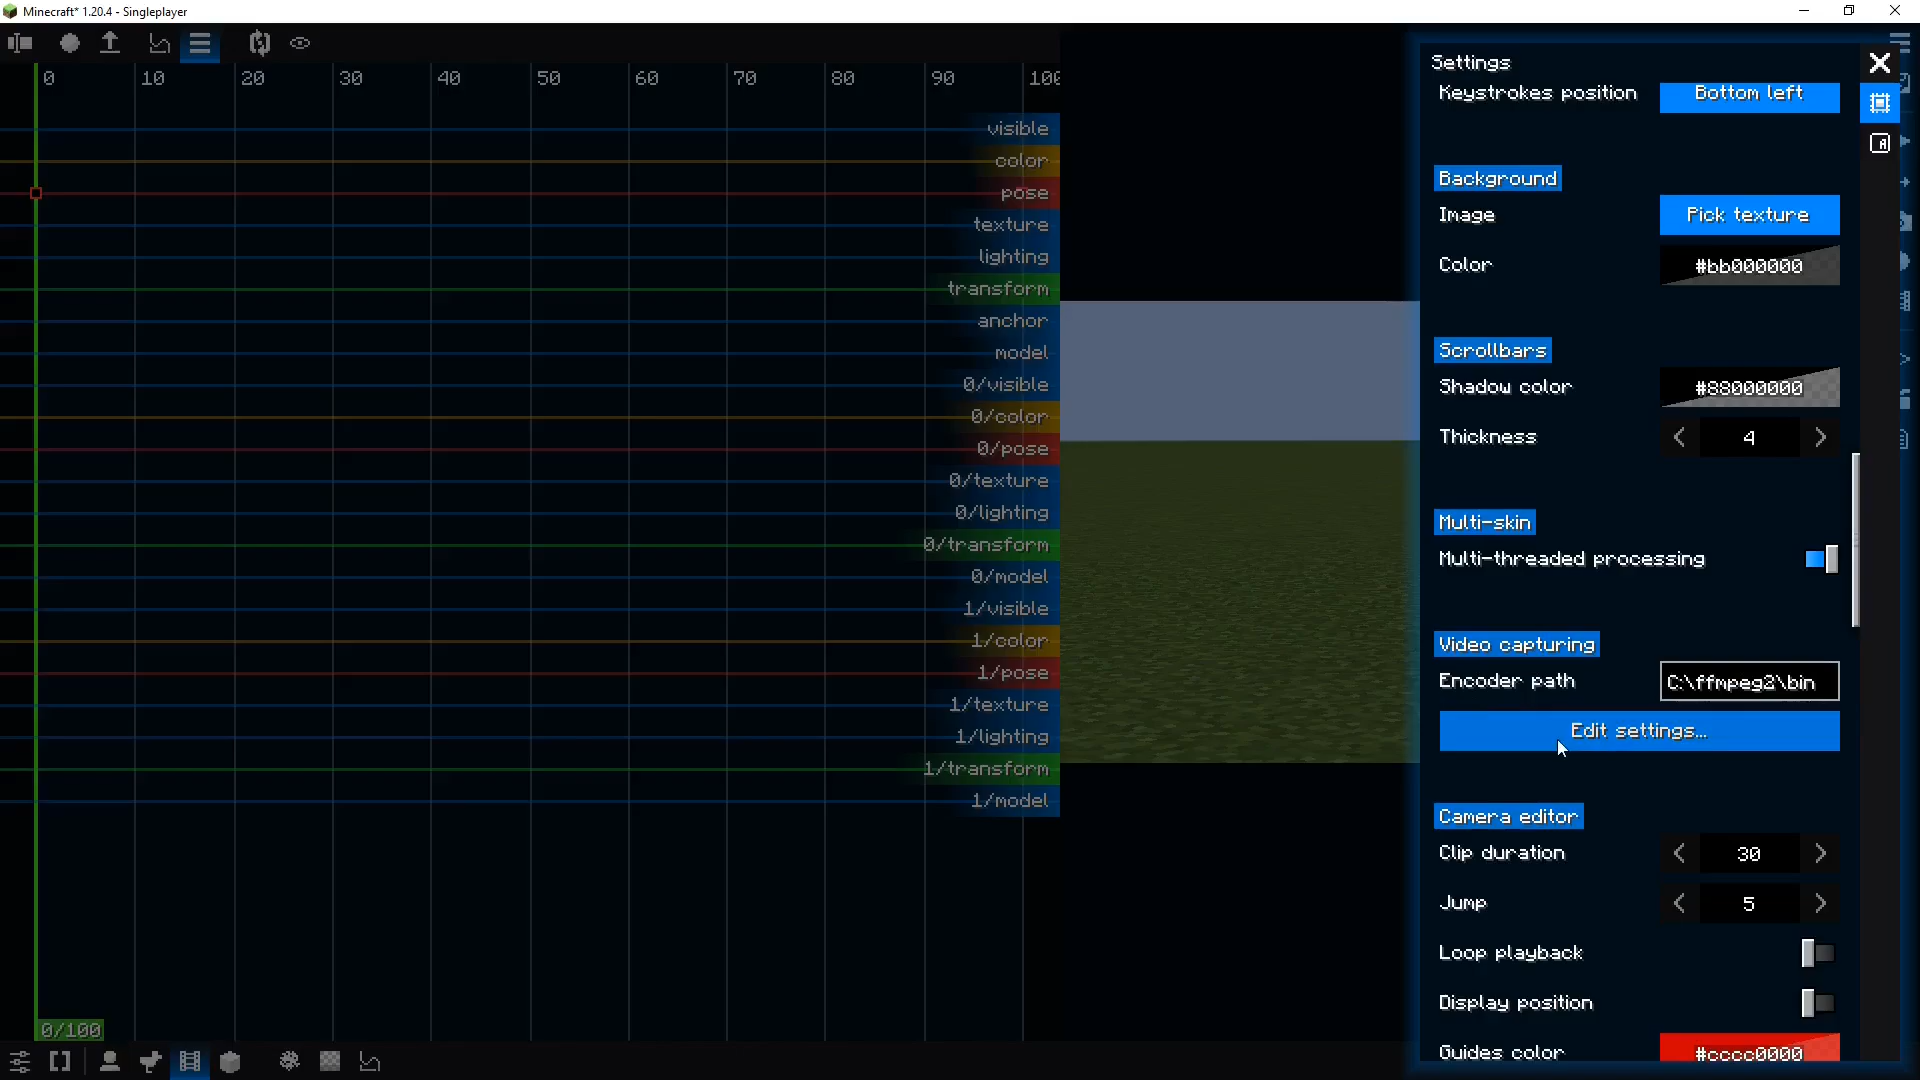 Minecraft* 1.20.4 - Singleplayer
0 10 20 30 40 50 60 70 80 90 100
visible
color
pose
texture
lighting
transform
anchor
model
0/visible
0/color
0/pose
0/texture
0/lighting
0/transform
0/model
1/visible
1/color
1/pose
1/texture
1/lighting
1/transform
1/model
0/100
Settings
Keystrokes position Bottom left
Background
Image Pick texture
Color #bb000000
Scrollbars
Shadow color #88000000
Thickness 4
Multi-skin
Multi-threaded processing
Video capturing
Encoder path C:\ffmpeg2\bin
Edit settings...
Camera editor
Clip duration 30
Jump 5
Loop playback
Display position
Guides color #cccc0000